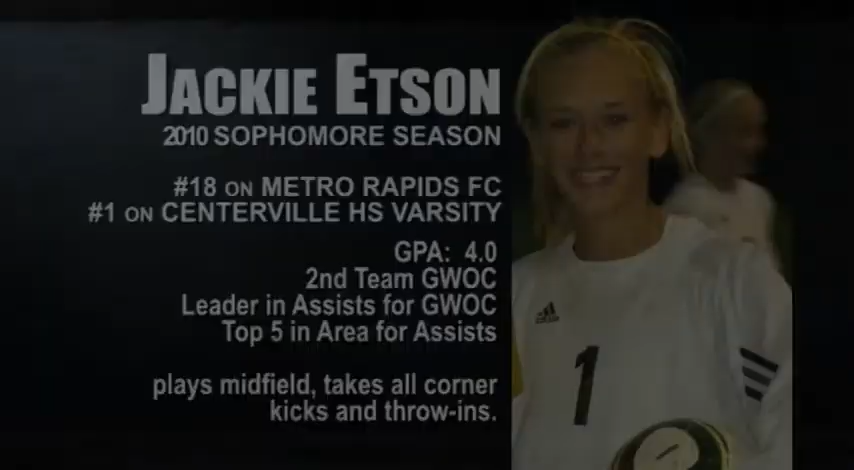 JACKIE ETSON
2010 SOPHOMORE SEASON
#18 ON METRO RAPIDS FC
#1 ON CENTERVILLE HS VARSITY
GPA: 4.0
2nd Team GWOC
Leader in Assists for GWOC
Top 5 in Area for Assists
plays midfield, takes all corner
kicks and throw-ins.
1